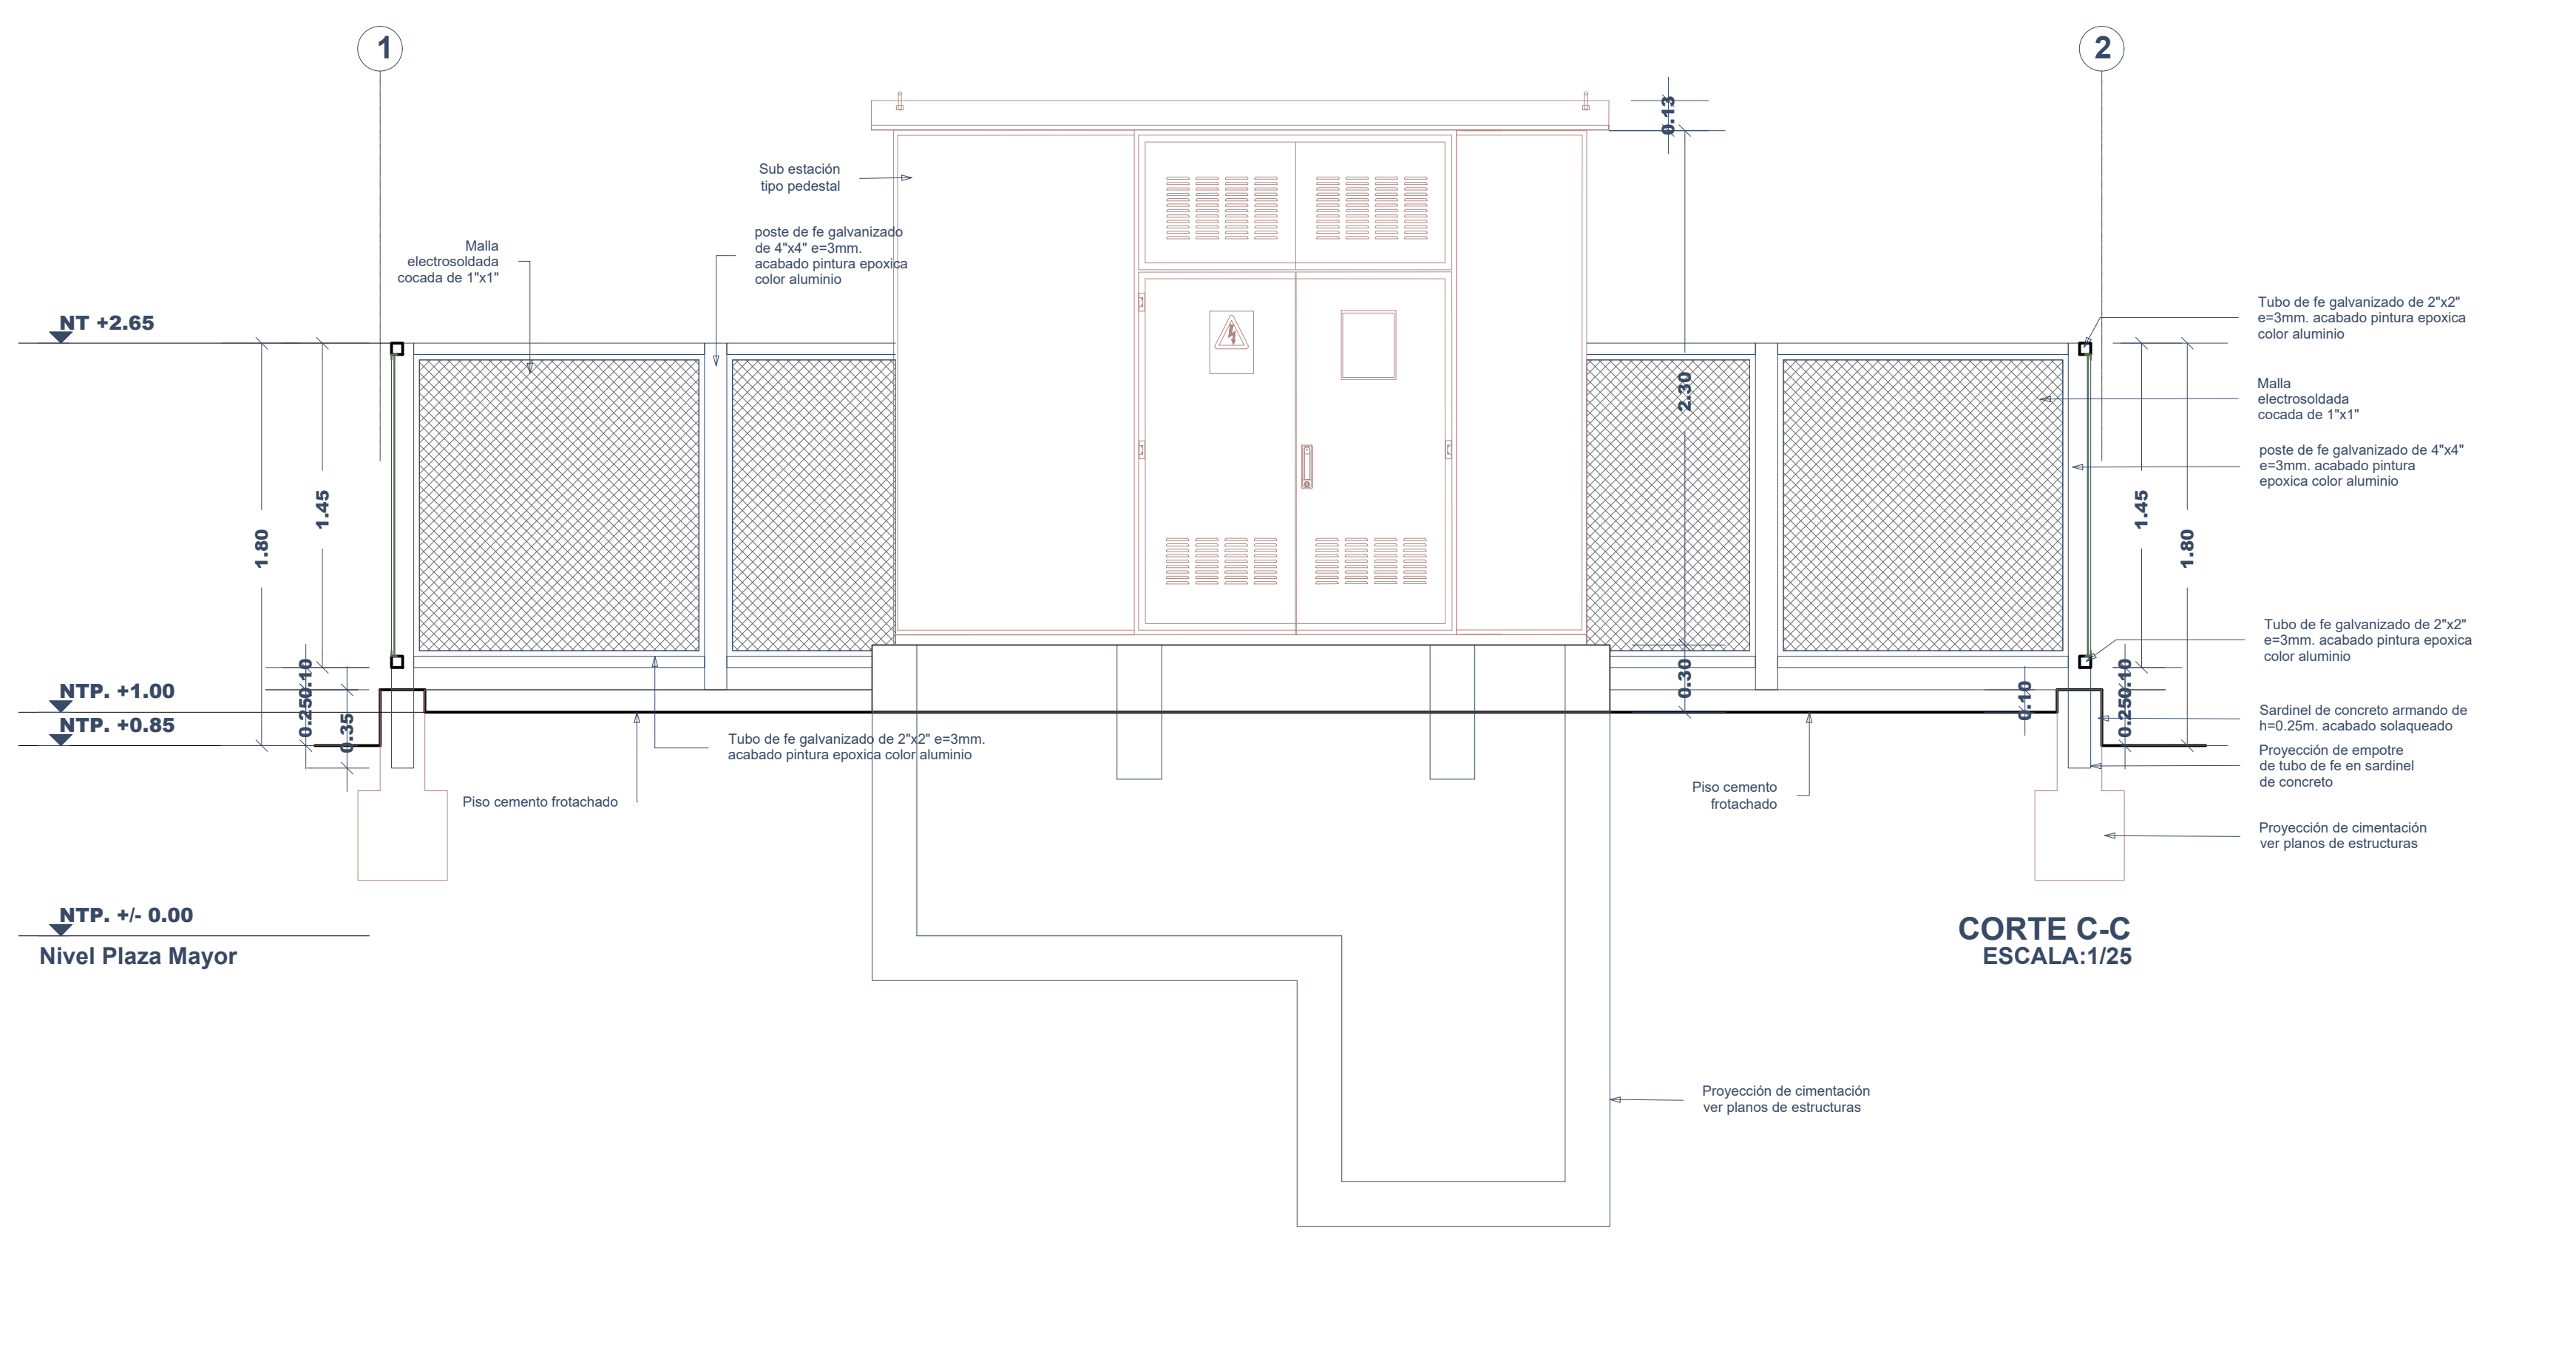 1
2
0.13
Sub estación
tipo pedestal
poste de fe galvanizado
de 4"x4" e=3mm.
acabado pintura epoxica
color aluminio
Malla
electrosoldada
cocada de 1"x1"
NT +2.65
1.80
1.45
2.30
Tubo de fe galvanizado de 2"x2"
e=3mm. acabado pintura epoxica
color aluminio
Malla
electrosoldada
cocada de 1"x1"
poste de fe galvanizado de 4"x4"
e=3mm. acabado pintura
epoxica color aluminio
1.45
1.80
Tubo de fe galvanizado de 2"x2"
e=3mm. acabado pintura epoxica
color aluminio
NTP. +1.00
NTP. +0.85
0.10
0.25
0.35
0.30
0.10
0.10
0.25
Sardinel de concreto armando de
h=0.25m. acabado solaqueado
Proyección de empotre
de tubo de fe en sardinel
de concreto
Tubo de fe galvanizado de 2"x2" e=3mm.
acabado pintura epoxica color aluminio
Piso cemento frotachado
Piso cemento
frotachado
Proyección de cimentación
ver planos de estructuras
NTP. +/- 0.00
Nivel Plaza Mayor
CORTE C-C
ESCALA:1/25
Proyección de cimentación
ver planos de estructuras